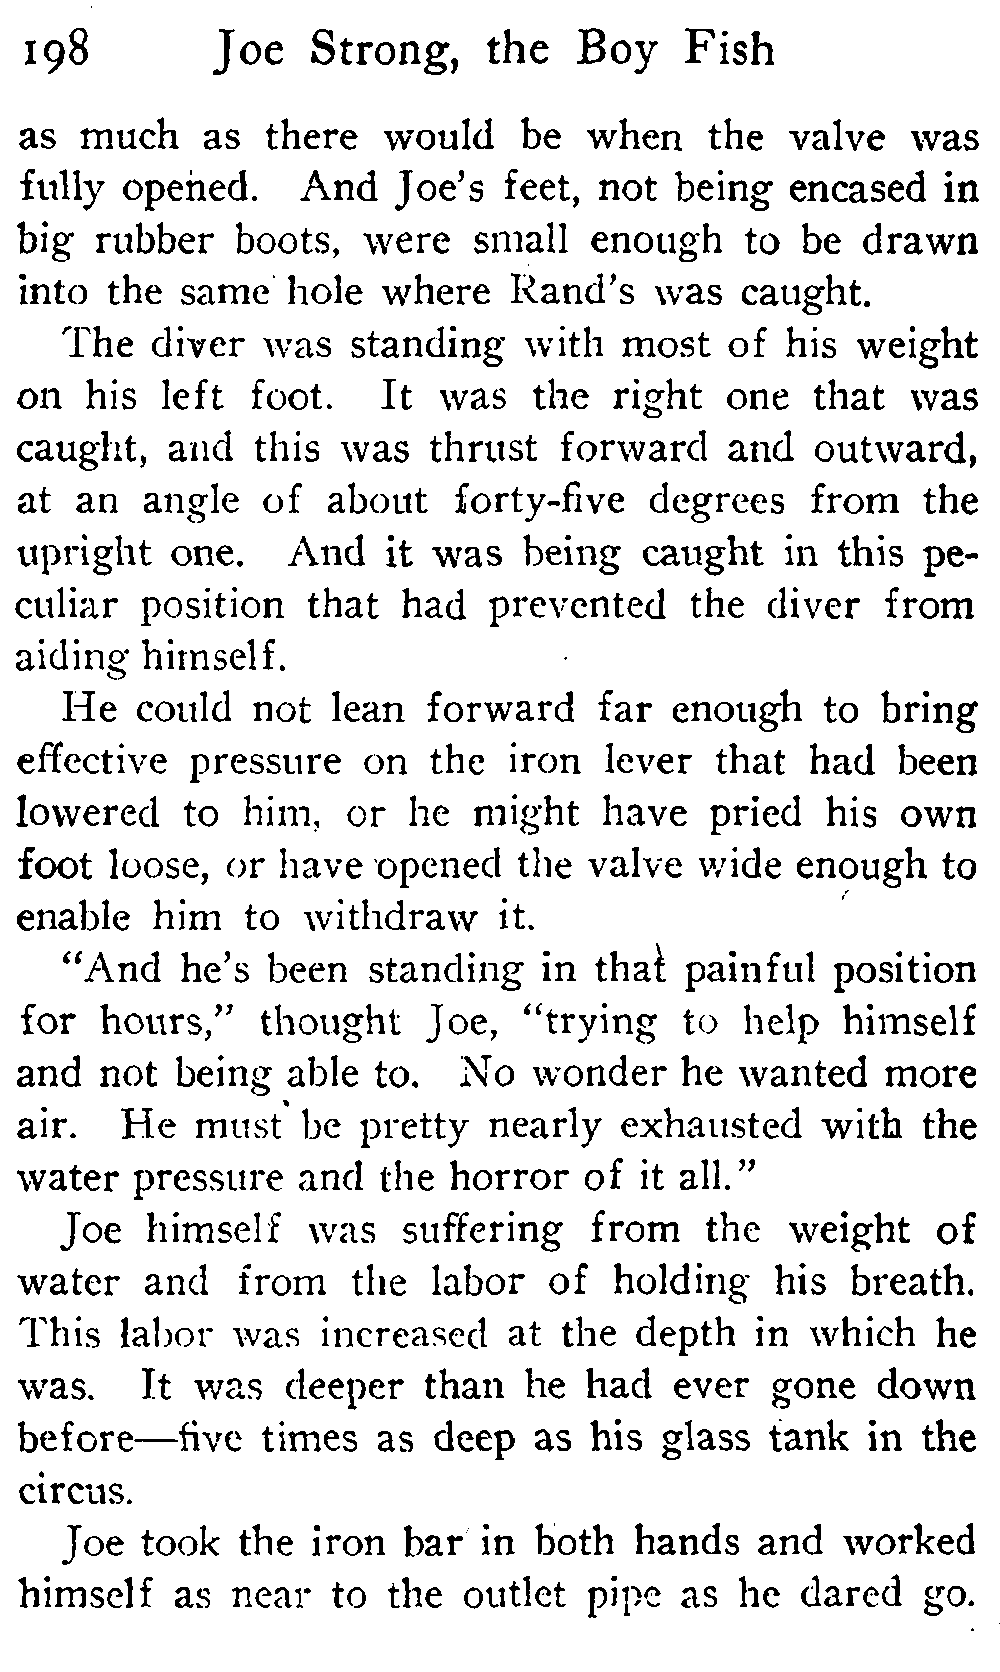 198 Joe Strong, the Boy Fish
as much as there would be when the valve was
fully opened. And Joe's feet, not being encased in
big rubber boots, were small enough to be drawn
into the same hole where Rand's was caught.
The diver was standing with most of his weight
on his left foot. It was the right one that was
caught, and this was thrust forward and outward,
at an angle of about forty-five degrees from the
upright one. And it was being caught in this pe-
culiar position that had prevented the diver from
aiding himself.
He could not lean forward far enough to bring
effective pressure on the iron lever that had been
lowered to him, or he might have pried his own
foot loose, or have opened the valve wide enough to
enable him to withdraw it.
"And he's been standing in that painful position
for hours," thought Joe, "trying to help himself
and not being able to. No wonder he wanted more
air. He must be pretty nearly exhausted with the
water pressure and the horror of it all."
Joe himself was suffering from the weight of
water and from the labor of holding his breath.
This labor was increased at the depth in which he
was. It was deeper than he had ever gone down
before—five times as deep as his glass tank in the
circus.
Joe took the iron bar in both hands and worked
himself as near to the outlet pipe as he dared go.